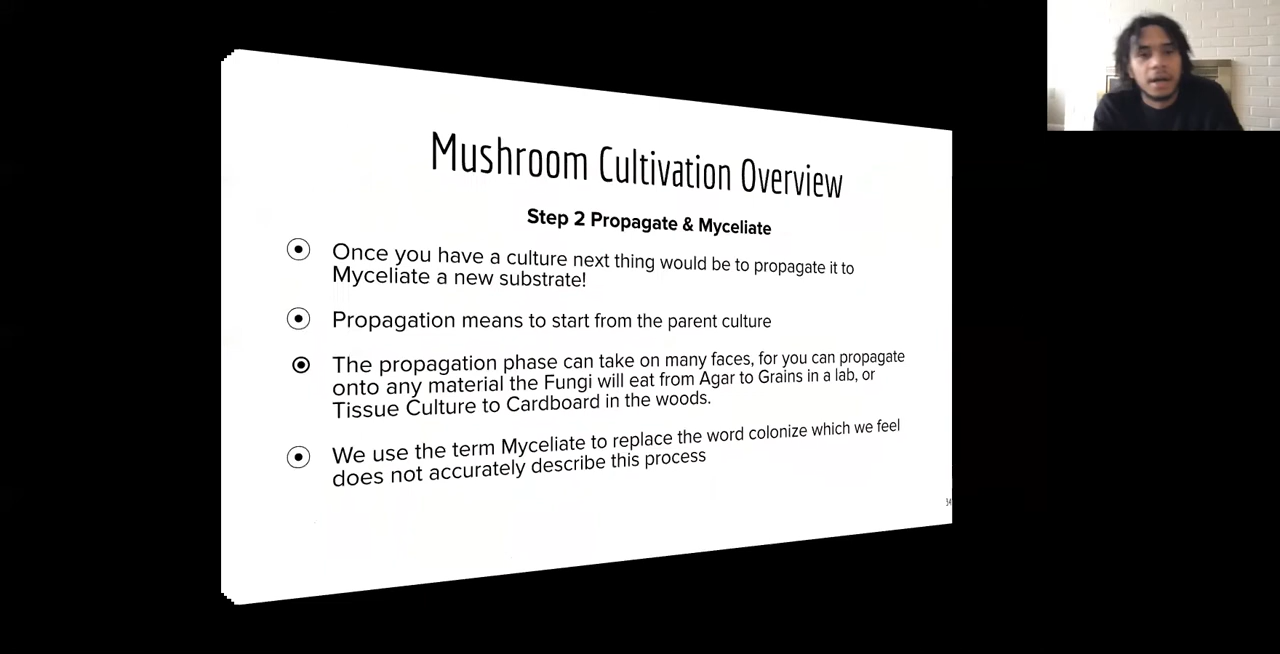 Mushroom Cultivation Overview
Step 2 Propagate & Myceliate
Once you have a culture next thing would be to propagate it to
Myceliate a new substrate!
Propagation means to start from the parent culture
The propagation phase can take on many faces, for you can propagate
onto any material the Fungi will eat from Agar to Grains in a lab, or
Tissue Culture to Cardboard in the woods.
We use the term Myceliate to replace the word colonize which we feel
does not accurately describe this process